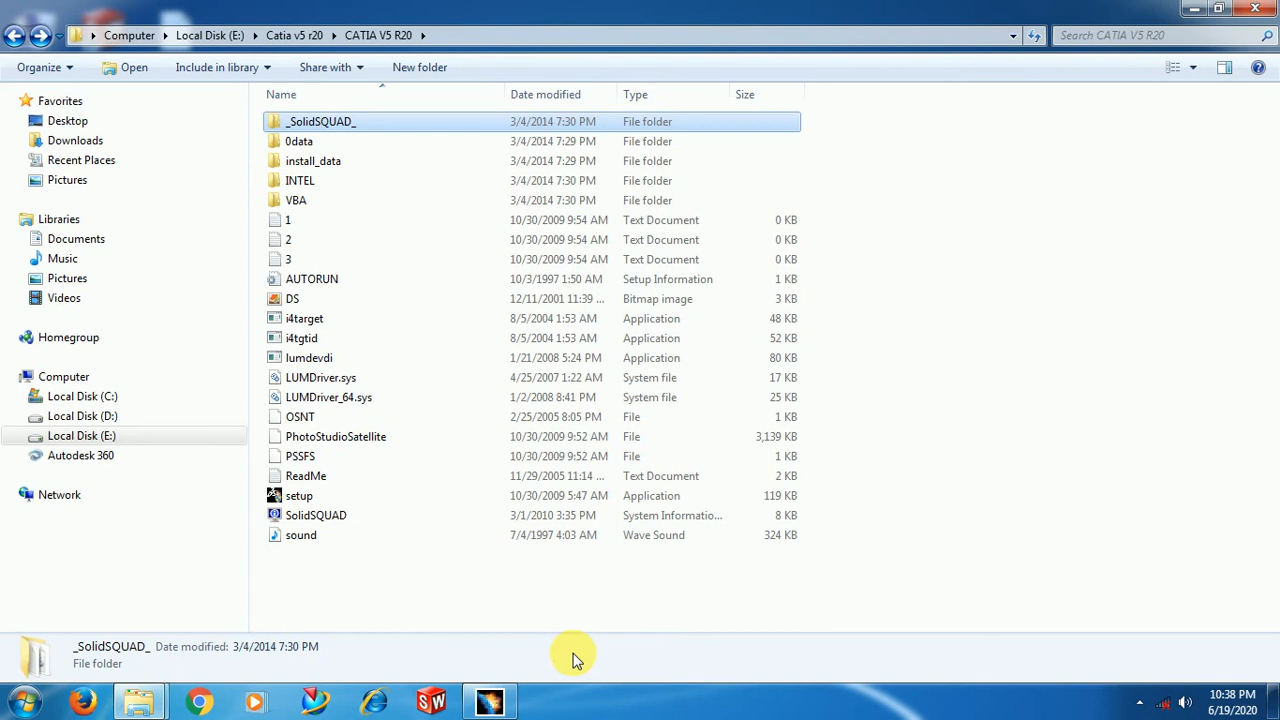 Computer Local Disk (E:) Catia v5 r20 CATIA V5 R20 Search CATIA V5 R20
Organize Open Include in library Share with New folder
Name Date modified Type Size
Favorites
Desktop
Downloads
Recent Places
Pictures
Libraries
Documents
Music
Pictures
Videos
Homegroup
Computer
Local Disk (C:)
Local Disk (D:)
Local Disk (E:)
Autodesk 360
Network
_SolidSQUAD_ 3/4/2014 7:30 PM File folder
0data 3/4/2014 7:29 PM File folder
install_data 3/4/2014 7:29 PM File folder
INTEL 3/4/2014 7:30 PM File folder
VBA 3/4/2014 7:30 PM File folder
1 10/30/2009 9:54 AM Text Document 0 KB
2 10/30/2009 9:54 AM Text Document 0 KB
3 10/30/2009 9:54 AM Text Document 0 KB
AUTORUN 10/3/1997 1:50 AM Setup Information 1 KB
DS 12/11/2001 11:39 ... Bitmap image 3 KB
i4target 8/5/2004 1:53 AM Application 48 KB
i4tgtid 8/5/2004 1:53 AM Application 52 KB
lumdevdi 1/21/2008 5:24 PM Application 80 KB
LUMDriver.sys 4/25/2007 1:22 AM System file 17 KB
LUMDriver_64.sys 1/2/2008 8:41 PM System file 25 KB
OSNT 2/25/2005 8:05 PM File 1 KB
PhotoStudioSatellite 10/30/2009 9:52 AM File 3,139 KB
PSSFS 10/30/2009 9:52 AM File 1 KB
ReadMe 11/29/2005 11:14 ... Text Document 2 KB
setup 10/30/2009 5:47 AM Application 119 KB
SolidSQUAD 3/1/2010 3:35 PM System Informatio... 8 KB
sound 7/4/1997 4:03 AM Wave Sound 324 KB
_SolidSQUAD_ Date modified: 3/4/2014 7:30 PM
File folder
SW
10:38 PM
6/19/2020